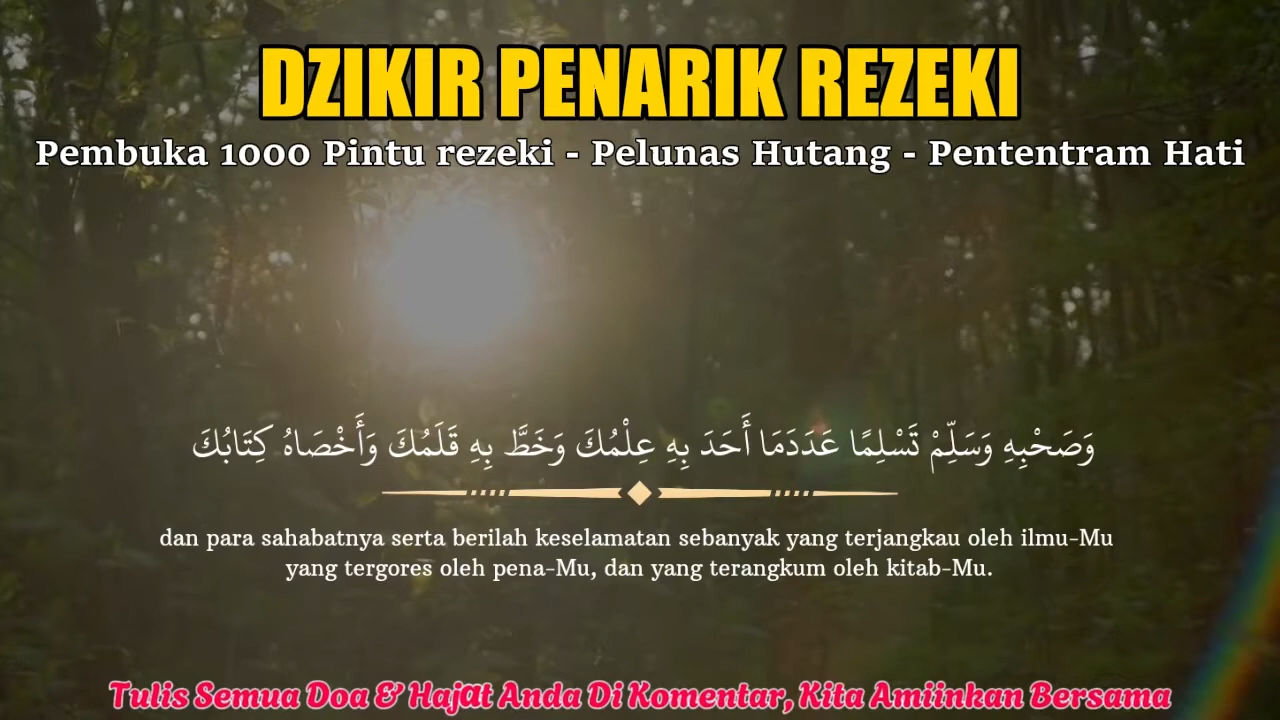 DZIKIR PENARIK REZEKI
Pembuka 1000 Pintu rezeki - Pelunas Hutang - Pententram Hati
وَصَحْبِهِ وَسَلِّمْ تَسْلِمًا عَدَدَمَا أَحَدَ بِهِ عِلْمُكَ وَخَطَّ بِهِ قَلَمُكَ وَأَخْصَاهُ كِتَابُكَ
dan para sahabatnya serta berilah keselamatan sebanyak yang terjangkau oleh ilmu-Mu
yang tergores oleh pena-Mu, dan yang terangkum oleh kitab-Mu.
Tulis Semua Doa & Hajat Anda Di Komentar, Kita Amiinkan Bersama